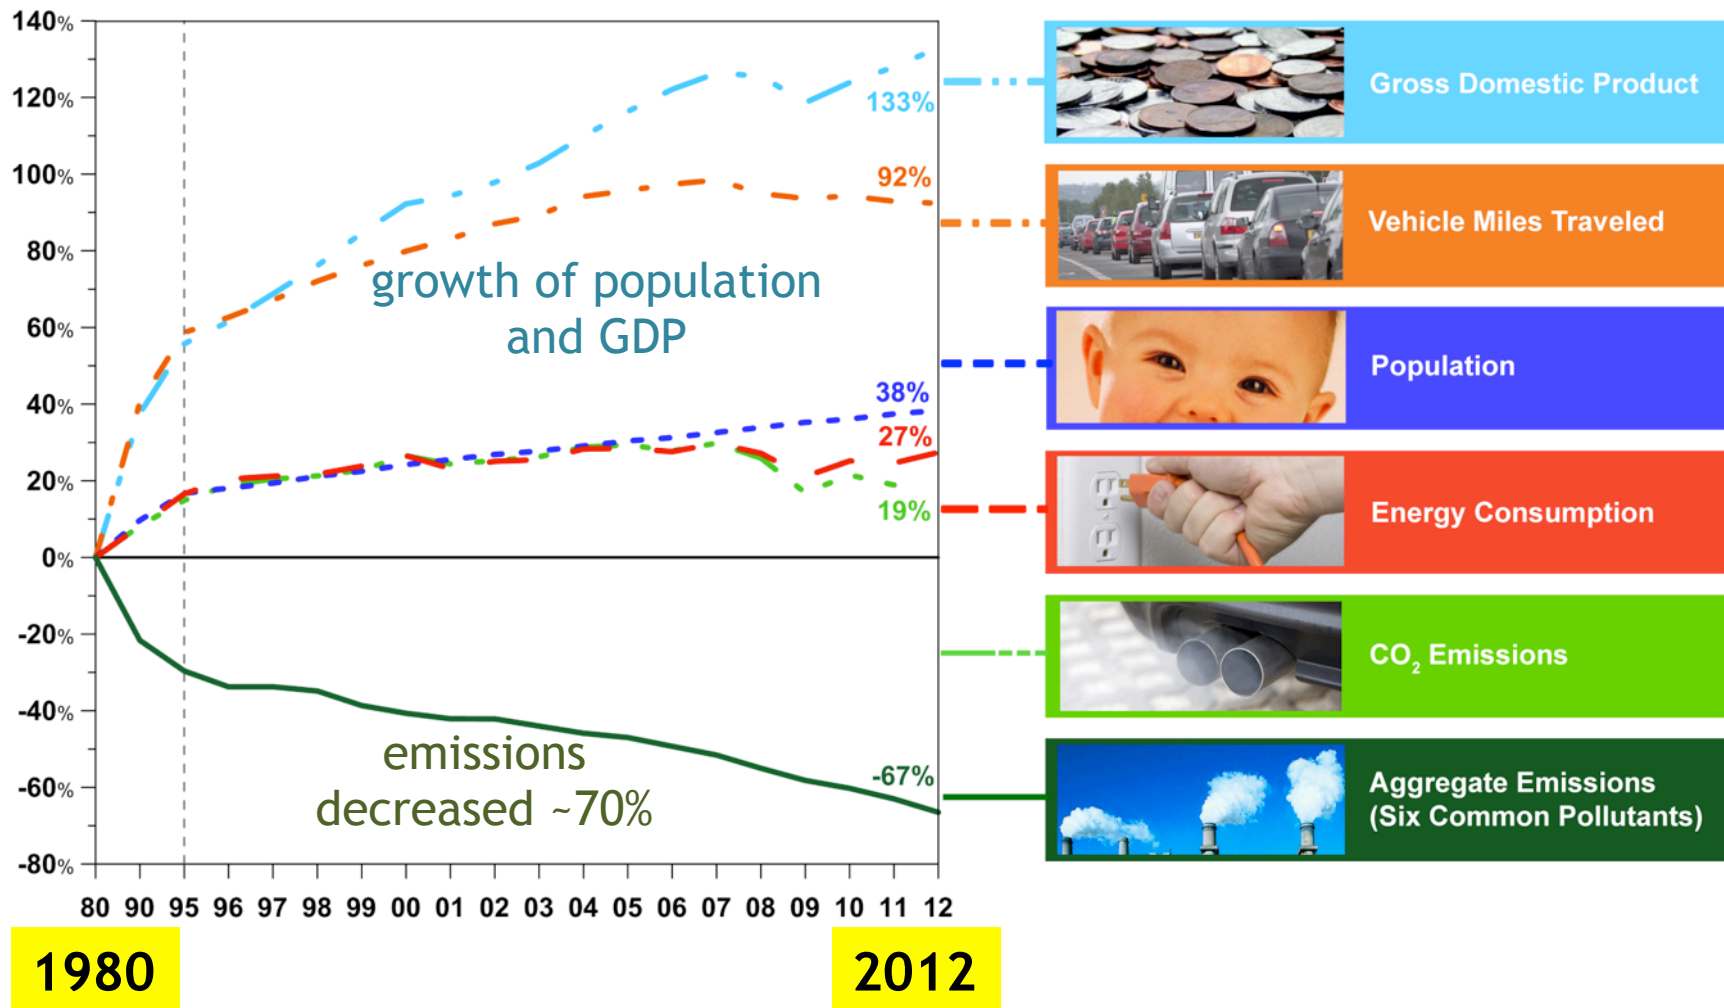 140%
120%
100%
80%
60%
40%
20%
0%
-20%
-40%
-60%
-80%
133%
92%
38%
27%
19%
-67%
growth of population
and GDP
emissions
decreased ~70%
80 90 95 96 97 98 99 00 01 02 03 04 05 06 07 08 09 10 11 12
1980
2012
Gross Domestic Product
Vehicle Miles Traveled
Population
Energy Consumption
CO₂ Emissions
Aggregate Emissions
(Six Common Pollutants)